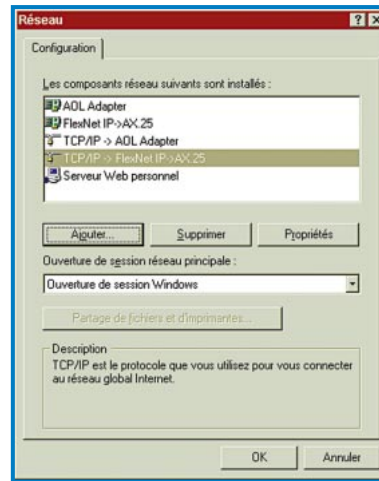 Réseau
Configuration
Les composants réseau suivants sont installés :
AOL Adapter
FlexNet IP->AX.25
TCP/IP -> AOL Adapter
TCP/IP -> FlexNet IP->AX.25
Serveur Web personnel
Ajouter...
Supprimer
Propriétés
Ouverture de session réseau principale :
Ouverture de session Windows
Partage de fichiers et d'imprimantes...
Description
TCP/IP est le protocole que vous utilisez pour vous connecter
au réseau global Internet.
OK
Annuler